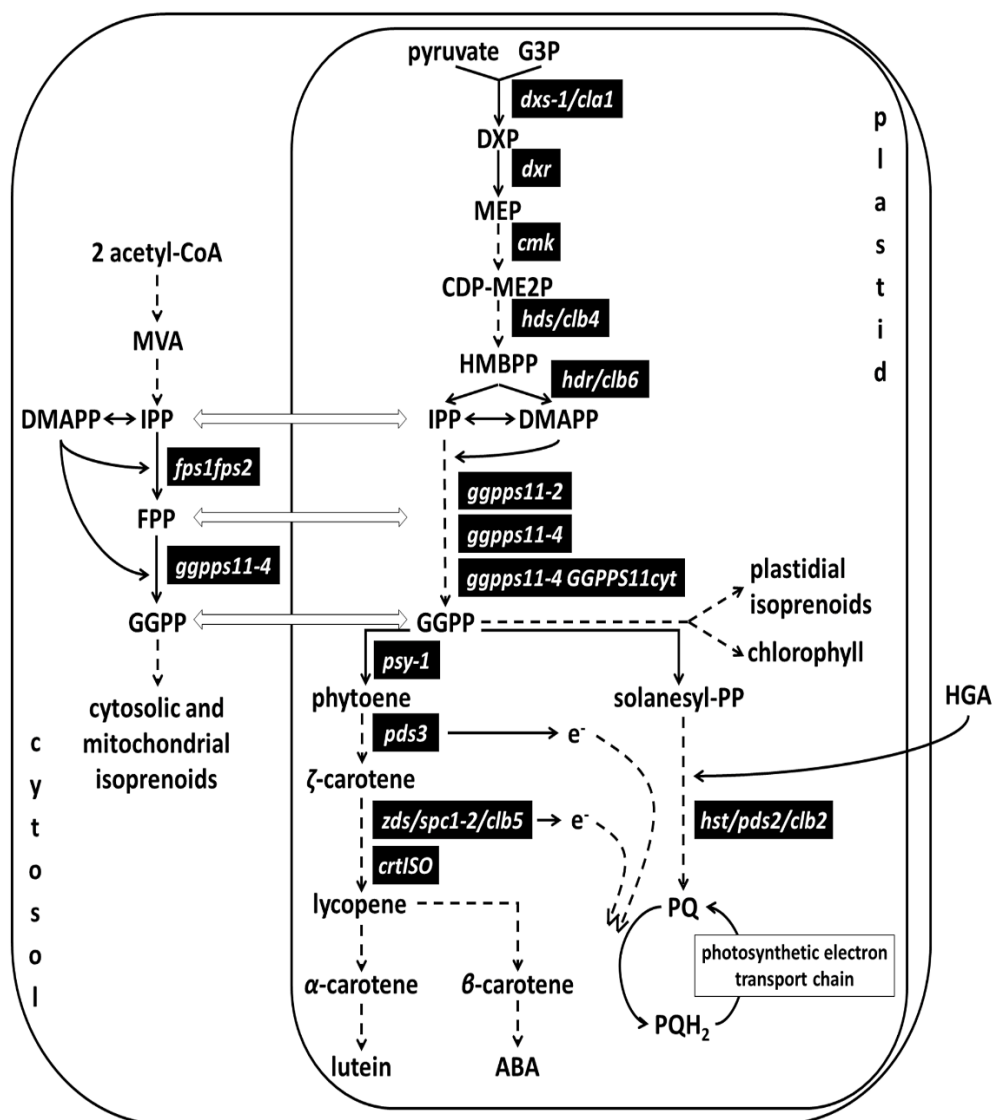 pyruvate G3P
dxs-1/cla1
DXP
dxr
MEP
cmk
CDP-ME2P
hds/clb4
HMBPP
hdr/clb6
IPP
DMAPP
plastid
2 acetyl-CoA
MVA
DMAPP
IPP
fps1fps2
FPP
ggpps11-4
GGPP
cytosolic and
mitochondrial
isoprenoids
cytosol
ggpps11-2
ggpps11-4
ggpps11-4 GGPPS11cyt
GGPP
plastidial
isoprenoids
chlorophyll
psy-1
phytoene
solanesyl-PP
HGA
pds3
e-
ζ-carotene
zds/spc1-2/clb5
e-
hst/pds2/clb2
crtISO
lycopene
PQ
photosynthetic electron
transport chain
α-carotene
β-carotene
PQH₂
lutein
ABA